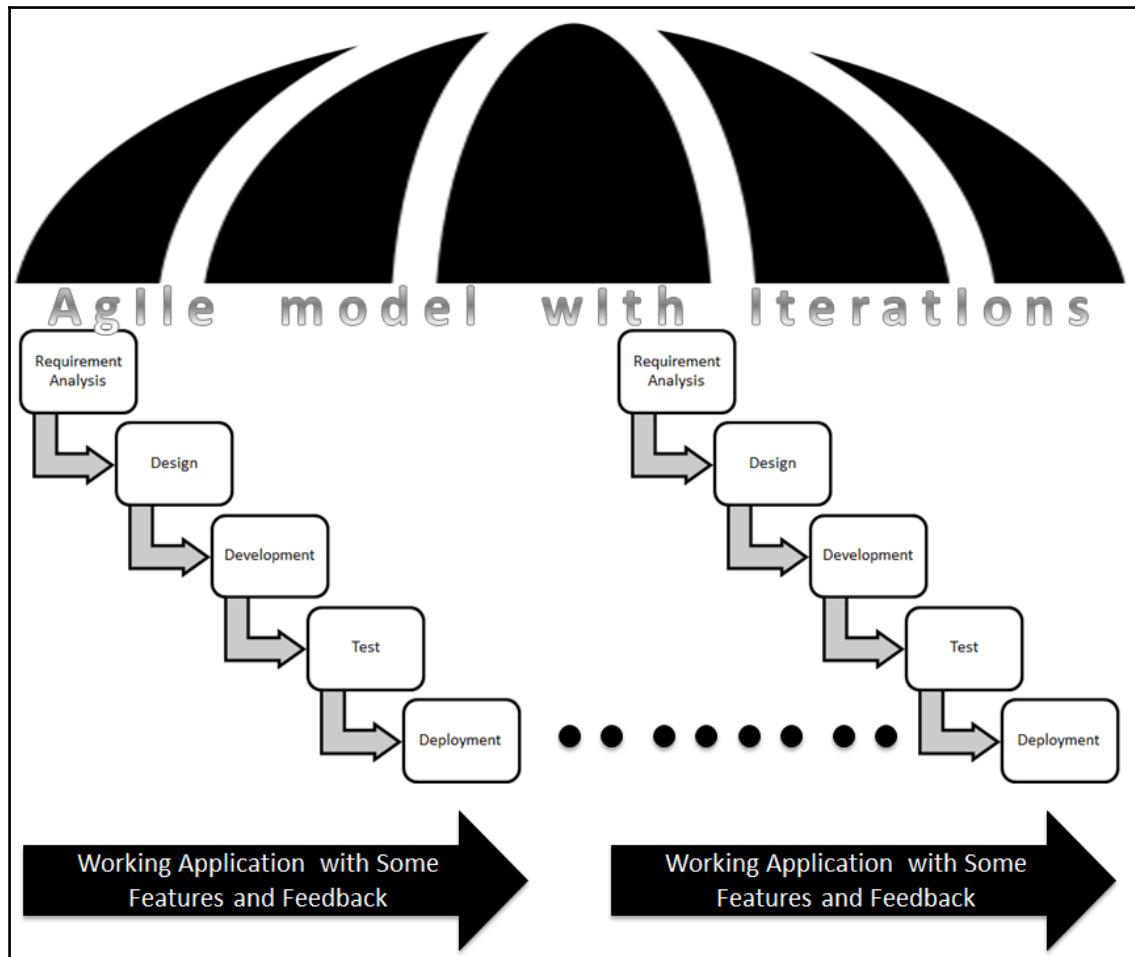 Agile model with iterations
Requirement
Analysis
Design
Development
Test
Deployment
Requirement
Analysis
Design
Development
Test
Deployment
Working Application with Some
Features and Feedback
Working Application with Some
Features and Feedback